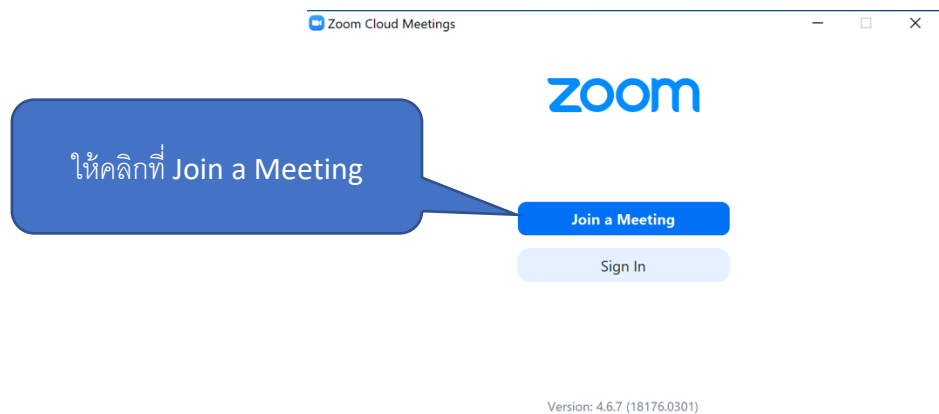 Zoom Cloud Meetings
zoom
ให้คลิกที่ Join a Meeting
Join a Meeting
Sign In
Version: 4.6.7 (18176.0301)